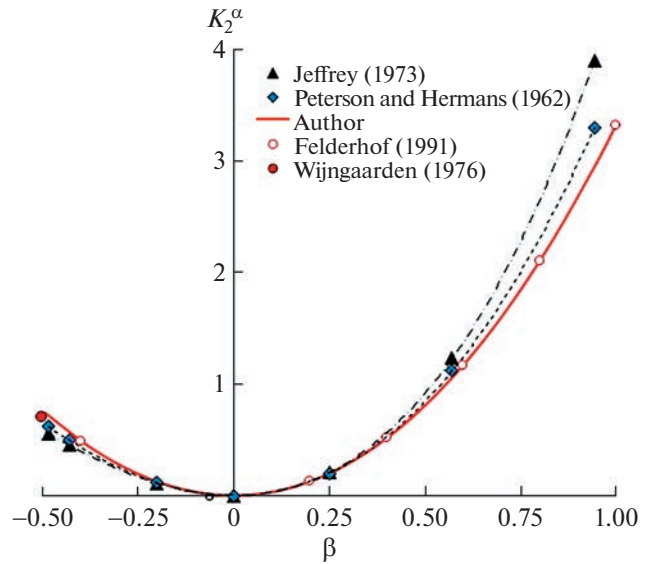 K₂ᵅ
4
Jeffrey (1973)
Peterson and Hermans (1962)
Author
Felderhof (1991)
Wijngaarden (1976)
3
2
1
−0.50 −0.25 0 0.25 0.50 0.75 1.00
β